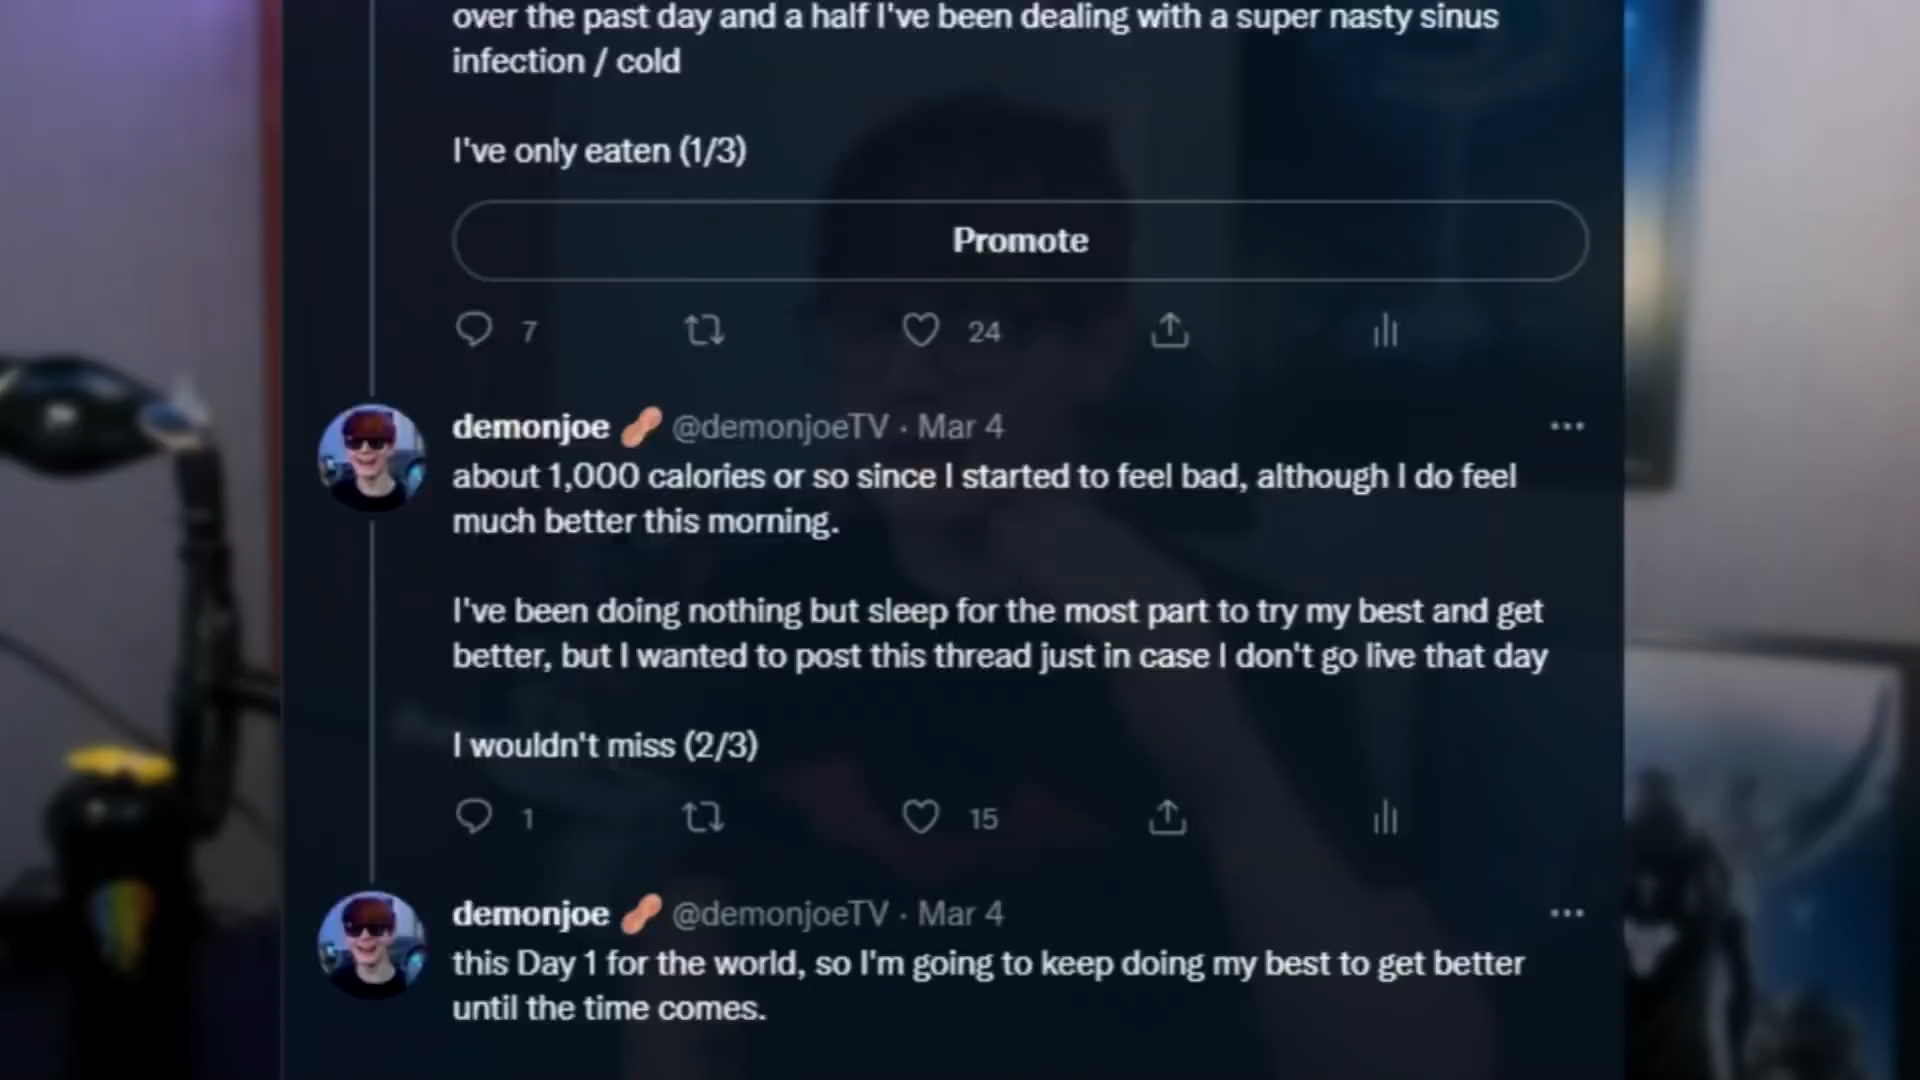 over the past day and a half I've been dealing with a super nasty sinus
infection / cold
I've only eaten (1/3)
Promote
7 24
demonjoe @demonjoeTV · Mar 4
about 1,000 calories or so since I started to feel bad, although I do feel
much better this morning.
I've been doing nothing but sleep for the most part to try my best and get
better, but I wanted to post this thread just in case I don't go live that day
I wouldn't miss (2/3)
1 15
demonjoe @demonjoeTV · Mar 4
this Day 1 for the world, so I'm going to keep doing my best to get better
until the time comes.